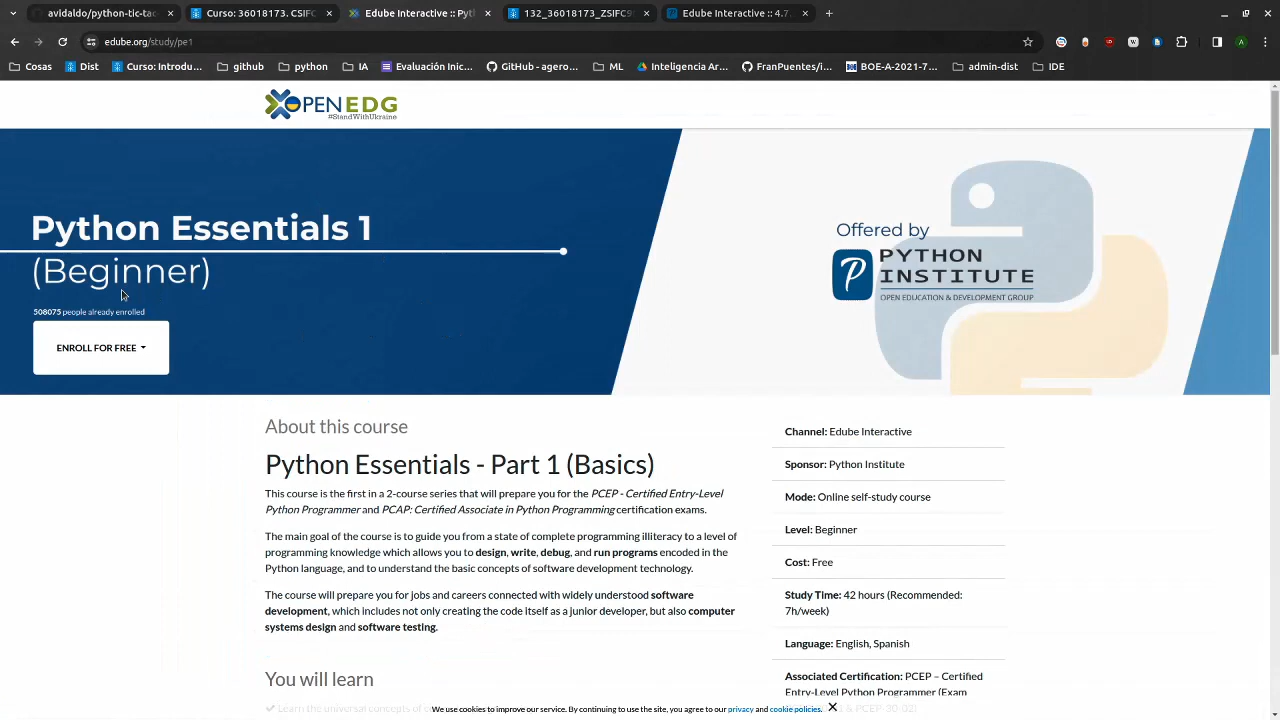 avidaldo/python-tic-tac
Curso: 36018173. CSIFC
Edube Interactive :: Pyt
132_36018173_ZSIFC9
Edube Interactive :: 4.7.
edube.org/study/pe1
Cosas
Dist
Curso: Introdu...
github
python
IA
Evaluación Inic...
GitHub - agero...
ML
Inteligencia Ar...
FranPuentes/i...
BOE-A-2021-7...
admin-dist
IDE
OPENEDG
#StandWithUkraine
Python Essentials 1
(Beginner)
508075 people already enrolled
ENROLL FOR FREE
Offered by
PYTHON
INSTITUTE
OPEN EDUCATION & DEVELOPMENT GROUP
About this course
Python Essentials - Part 1 (Basics)
This course is the first in a 2-course series that will prepare you for the PCEP - Certified Entry-Level
Python Programmer and PCAP: Certified Associate in Python Programming certification exams.
The main goal of the course is to guide you from a state of complete programming illiteracy to a level of
programming knowledge which allows you to design, write, debug, and run programs encoded in the
Python language, and to understand the basic concepts of software development technology.
The course will prepare you for jobs and careers connected with widely understood software
development, which includes not only creating the code itself as a junior developer, but also computer
systems design and software testing.
You will learn
Learn the universal concepts of
Channel: Edube Interactive
Sponsor: Python Institute
Mode: Online self-study course
Level: Beginner
Cost: Free
Study Time: 42 hours (Recommended:
7h/week)
Language: English, Spanish
Associated Certification: PCEP – Certified
Entry-Level Python Programmer (Exam
We use cookies to improve our service. By continuing to use the site, you agree to our privacy and cookie policies.